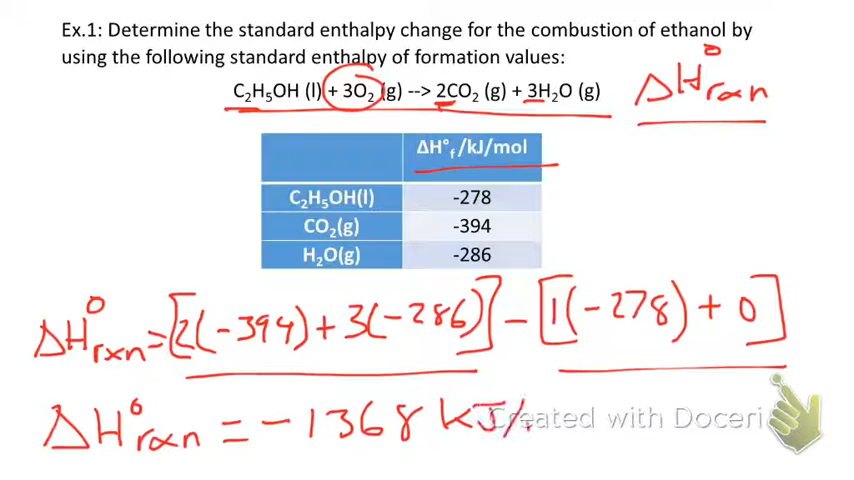 Ex.1: Determine the standard enthalpy change for the combustion of ethanol by
using the following standard enthalpy of formation values:
C₂H₅OH (l) + 3O₂ (g) --> 2CO₂ (g) + 3H₂O (g)
ΔH°rxn
ΔH°f /kJ/mol
C₂H₅OH(l) -278
CO₂(g) -394
H₂O(g) -286
ΔH°rxn = [2(-394) + 3(-286)] - [1(-278) + 0]
ΔH°rxn = -1368 kJ/
Created with Doceri